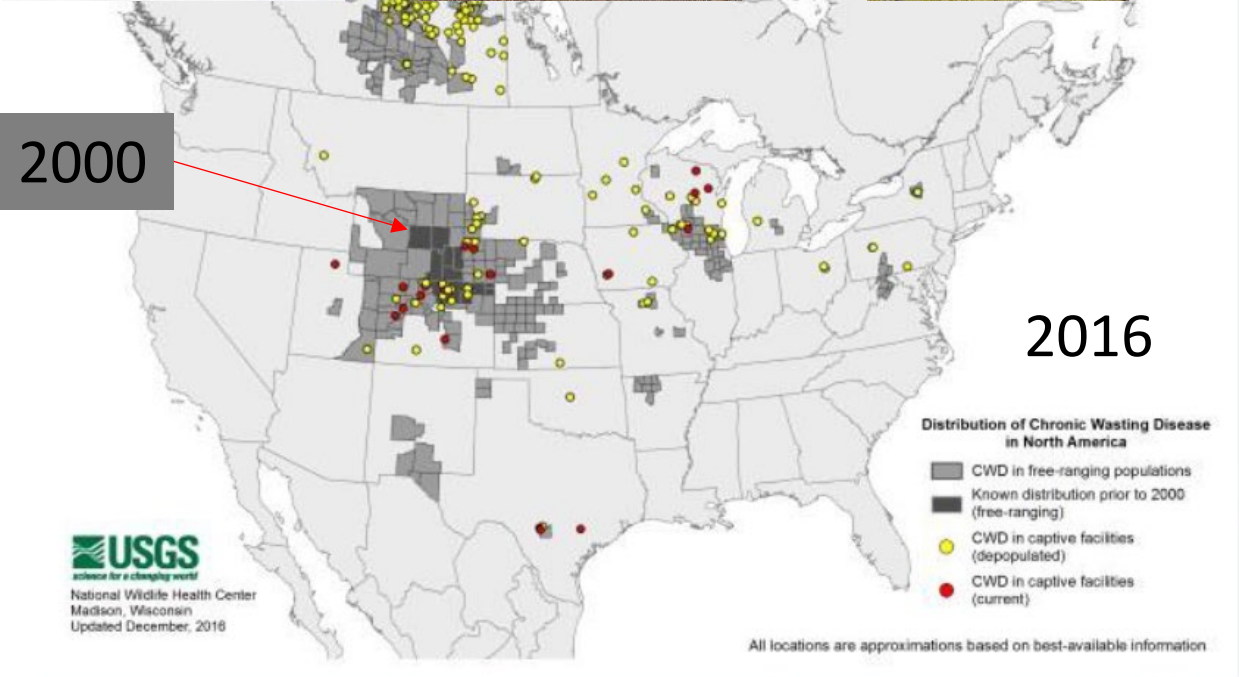 2000
2016
Distribution of Chronic Wasting Disease
in North America
CWD in free-ranging populations
Known distribution prior to 2000
(free-ranging)
CWD in captive facilities
(depopulated)
CWD in captive facilities
(current)
USGS
science for a changing world
National Wildlife Health Center
Madison, Wisconsin
Updated December, 2016
All locations are approximations based on best-available information